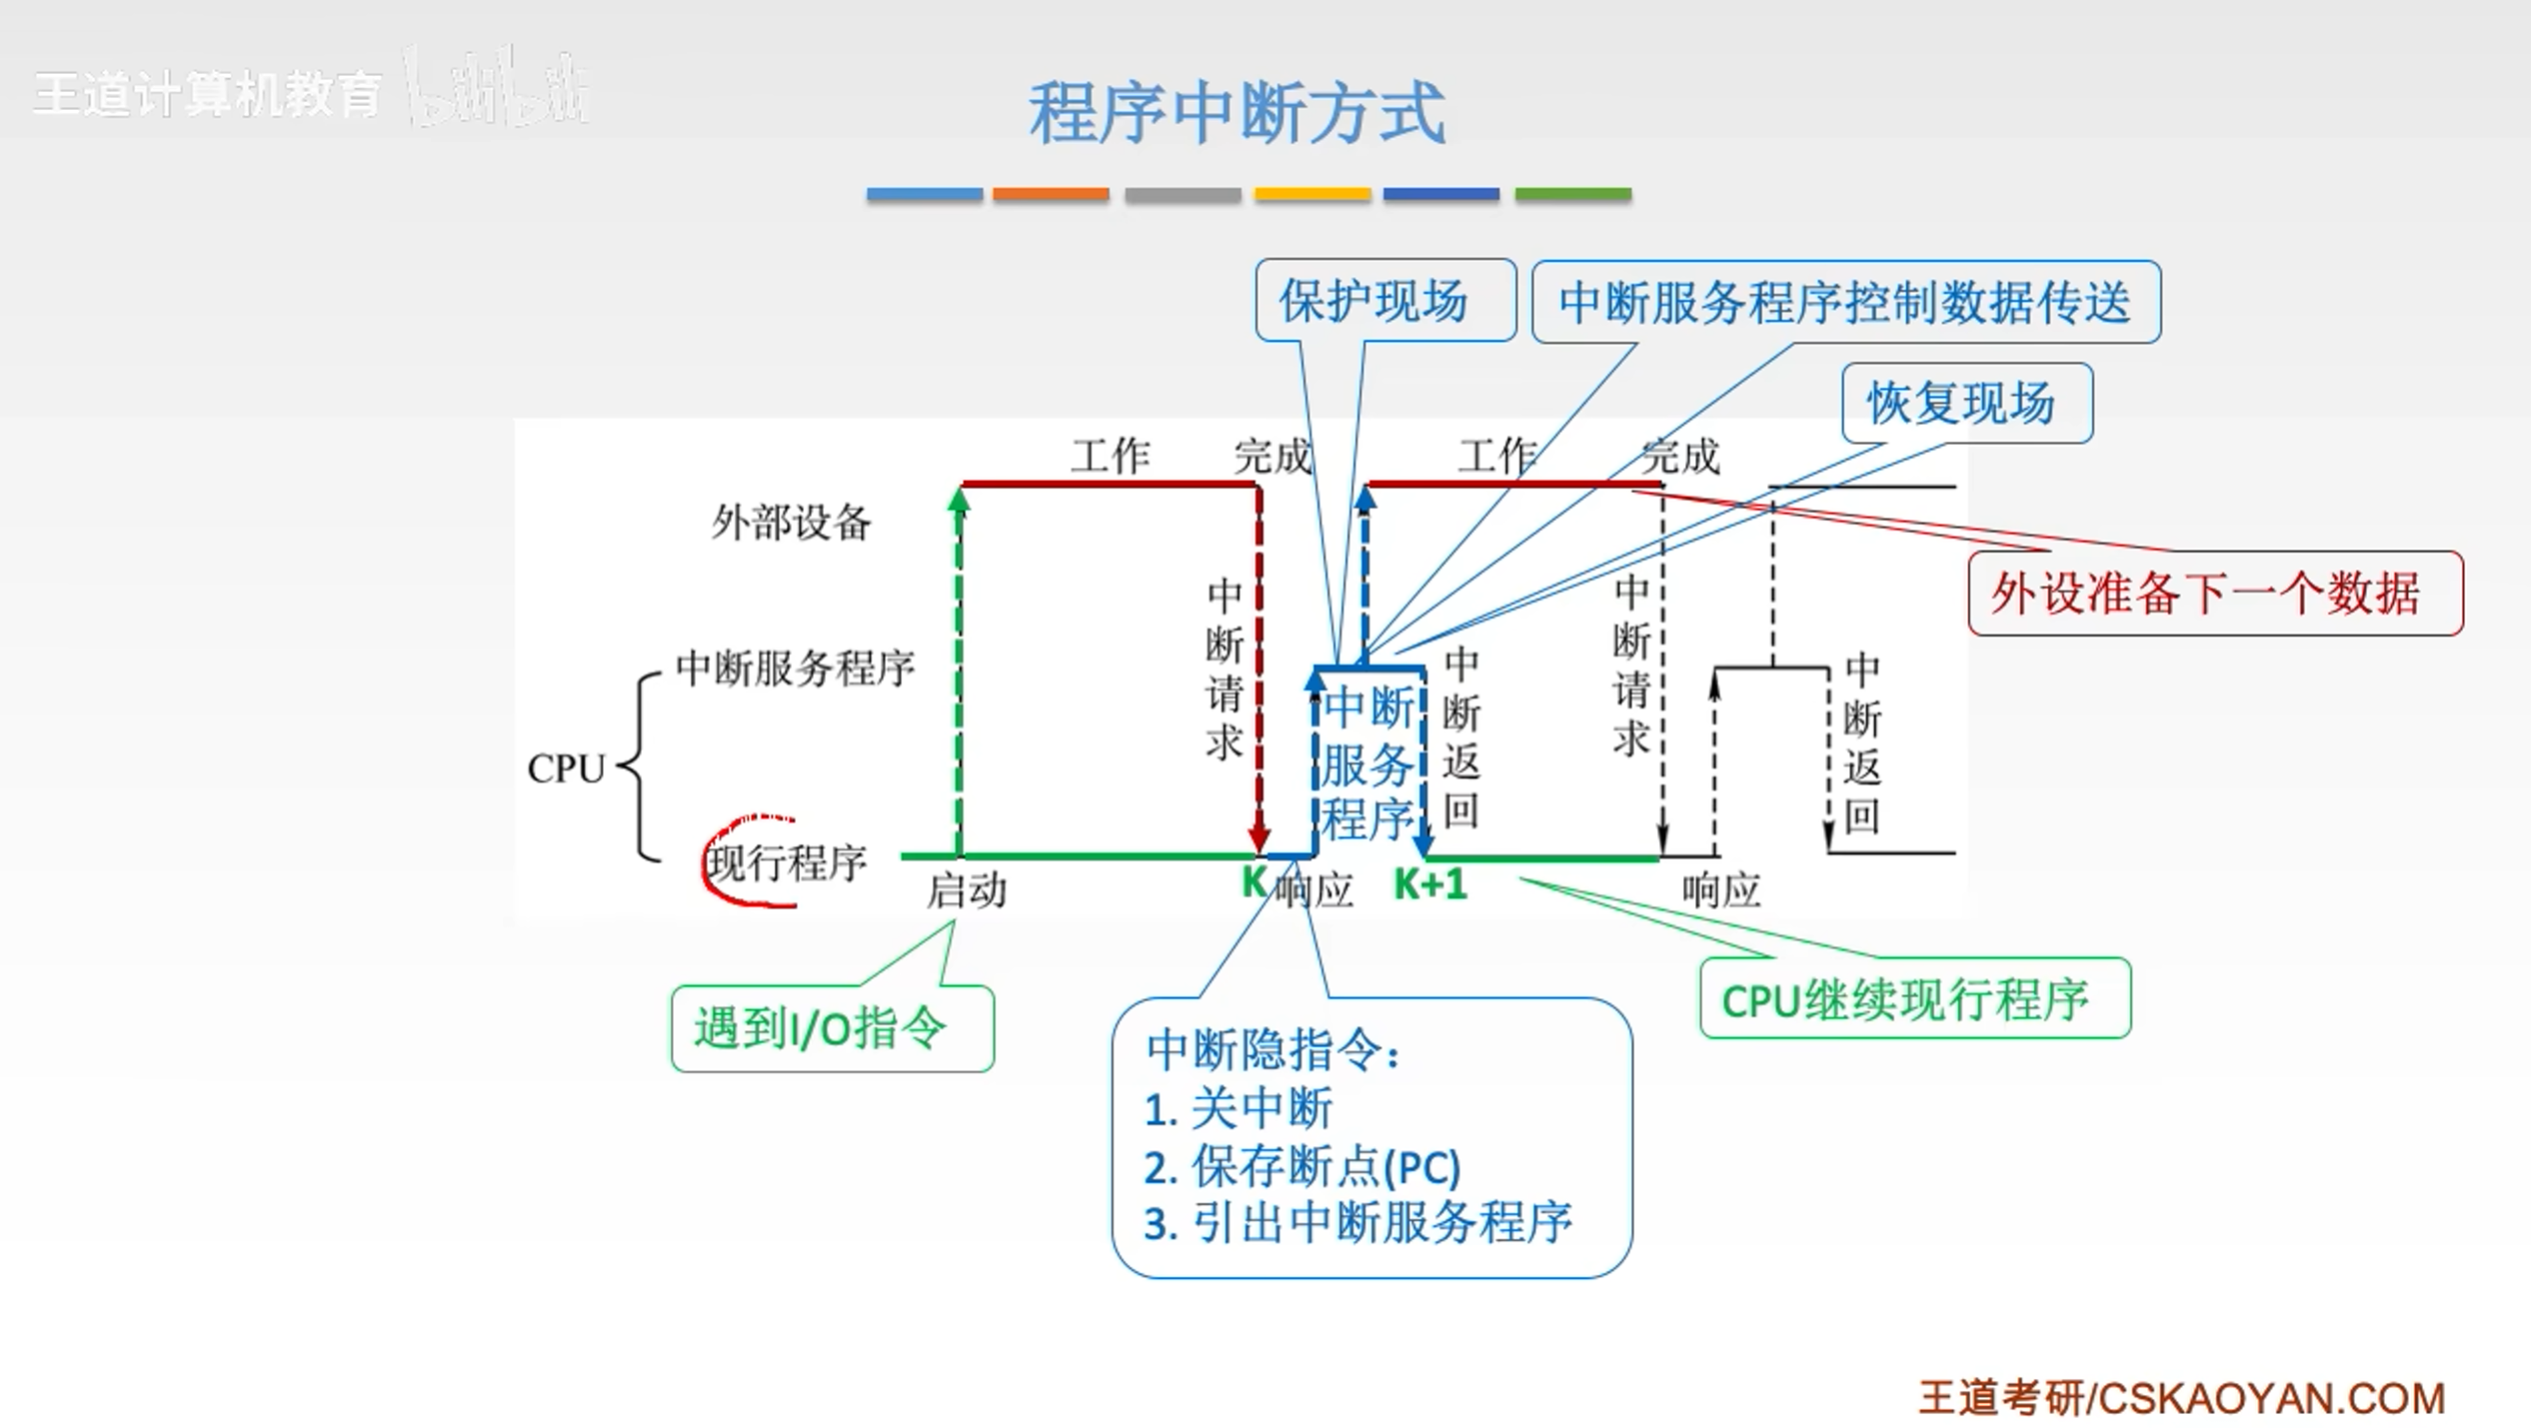 王道计算机教育 bilibili
程序中断方式
保护现场
中断服务程序控制数据传送
恢复现场
工作
完成
工作
完成
外部设备
外设准备下一个数据
中断请求
中断请求
中断服务程序
中断返回
中断返回
中断
服务
程序
CPU
现行程序
启动
K
响应
K+1
响应
遇到I/O指令
CPU继续现行程序
中断隐指令：
1. 关中断
2. 保存断点(PC)
3. 引出中断服务程序
王道考研/CSKAOYAN.COM